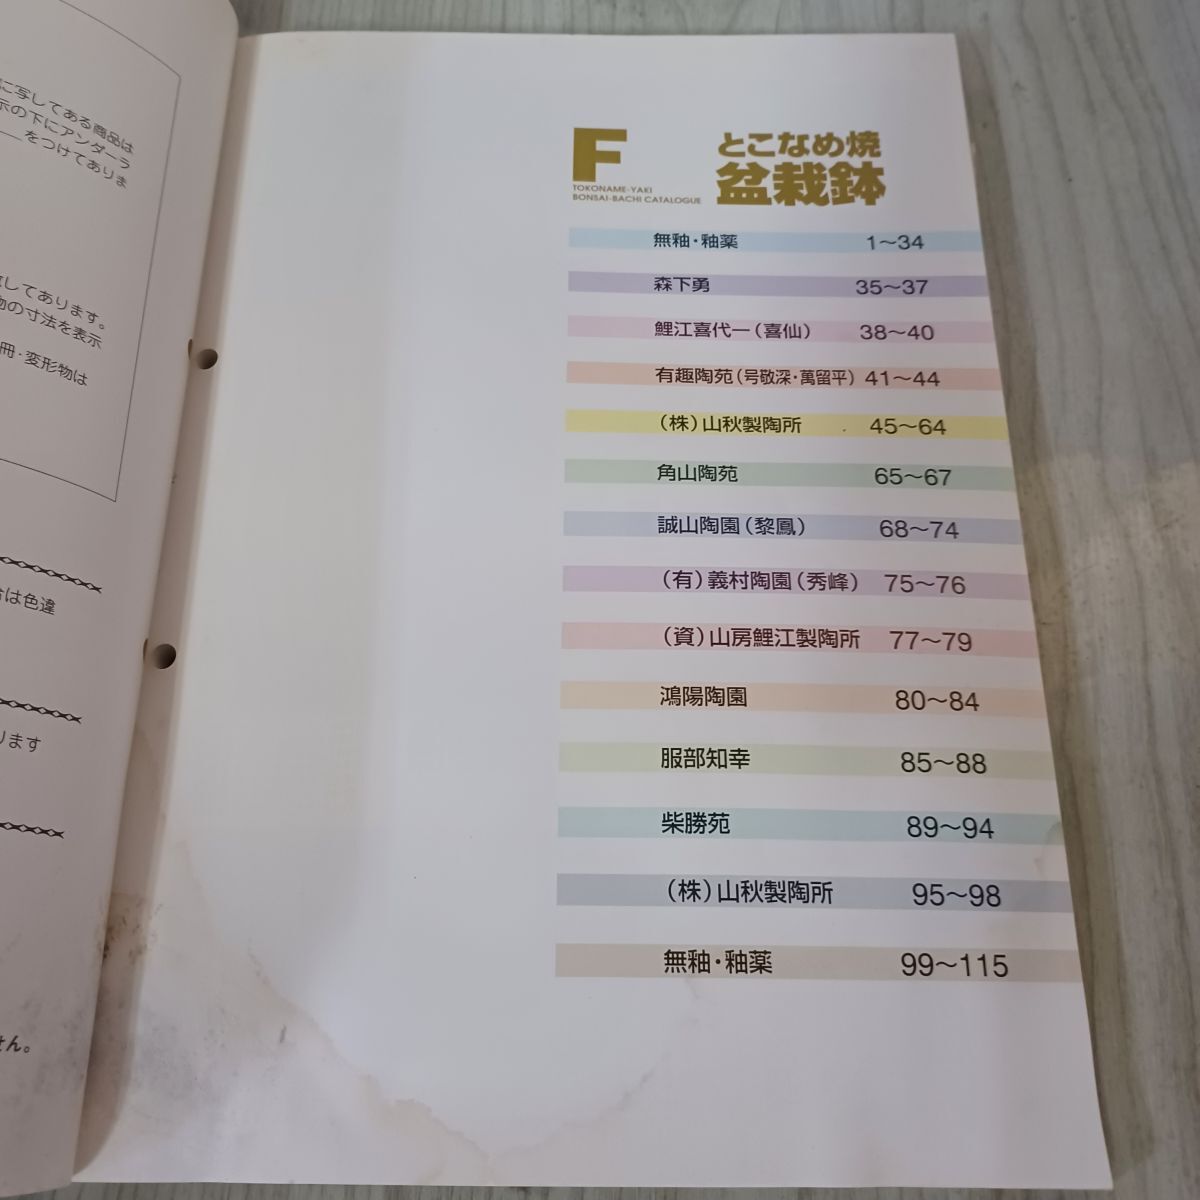 に写してある商品は
示の下にアンダーラ
をつけてありま
してあります。
物の寸法を表示
冊・変形物は
は色違
ります
せん。
F
TOKONAME-YAKI
BONSAI-BACHI CATALOGUE
とこなめ焼
盆栽鉢
無釉・釉薬 1〜34
森下勇 35〜37
鯉江喜代一（喜仙） 38〜40
有趣陶苑（号敬深・萬留平） 41〜44
（株）山秋製陶所 45〜64
角山陶苑 65〜67
誠山陶園（黎鳳） 68〜74
（有）義村陶園（秀峰） 75〜76
（資）山房鯉江製陶所 77〜79
鴻陽陶園 80〜84
服部知幸 85〜88
柴勝苑 89〜94
（株）山秋製陶所 95〜98
無釉・釉薬 99〜115